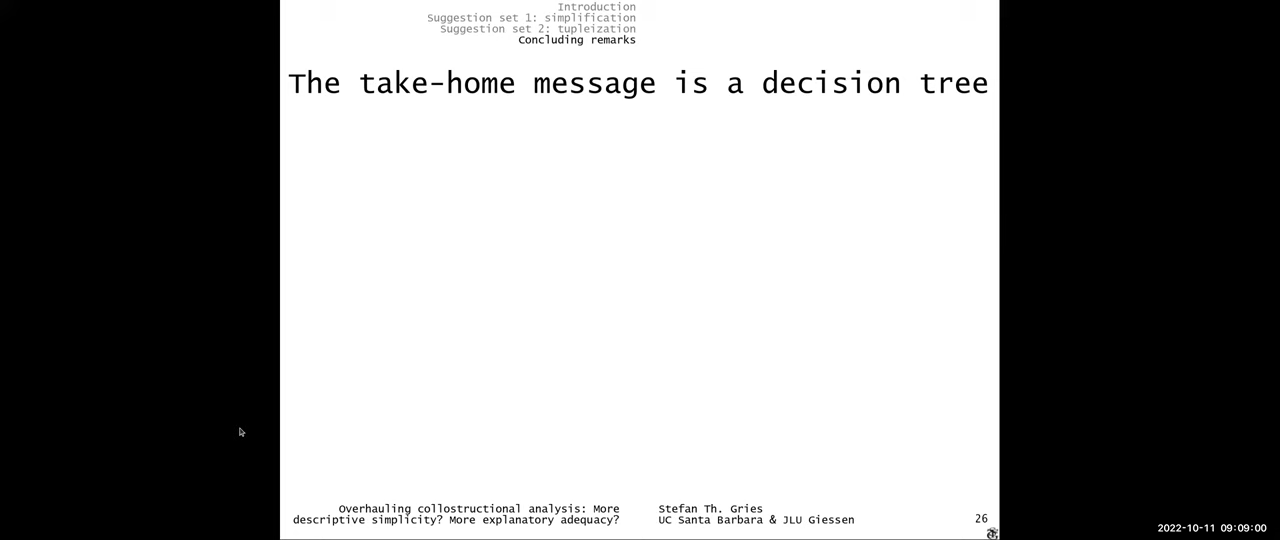 Introduction
Suggestion set 1: simplification
Suggestion set 2: tupleization
Concluding remarks
The take-home message is a decision tree
Overhauling collostructional analysis: More
descriptive simplicity? More explanatory adequacy?
Stefan Th. Gries
UC Santa Barbara & JLU Giessen
26
2022-10-11 09:09:00